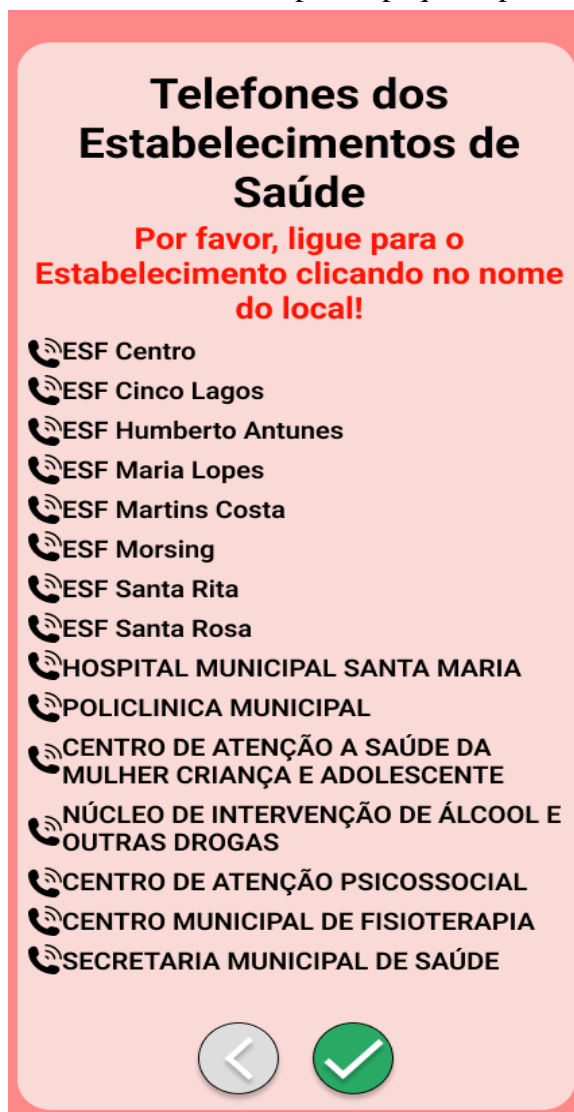 Telefones dos
Estabelecimentos de
Saúde
Por favor, ligue para o
Estabelecimento clicando no nome
do local!
ESF Centro
ESF Cinco Lagos
ESF Humberto Antunes
ESF Maria Lopes
ESF Martins Costa
ESF Morsing
ESF Santa Rita
ESF Santa Rosa
HOSPITAL MUNICIPAL SANTA MARIA
POLICLINICA MUNICIPAL
CENTRO DE ATENÇÃO A SAÚDE DA
MULHER CRIANÇA E ADOLESCENTE
NÚCLEO DE INTERVENÇÃO DE ÁLCOOL E
OUTRAS DROGAS
CENTRO DE ATENÇÃO PSICOSSOCIAL
CENTRO MUNICIPAL DE FISIOTERAPIA
SECRETARIA MUNICIPAL DE SAÚDE